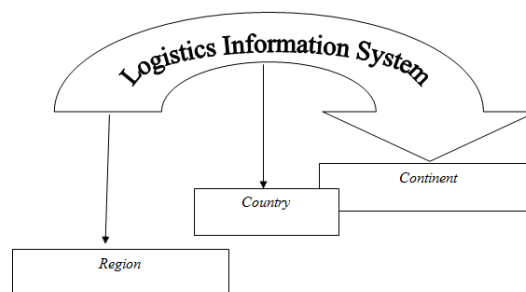 Logistics Information System
Continent
Country
Region